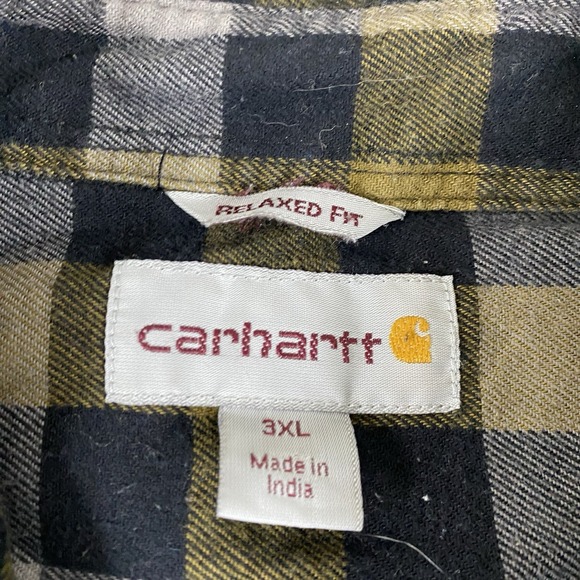 RELAXED FIT
carhartt
3XL
Made in
India